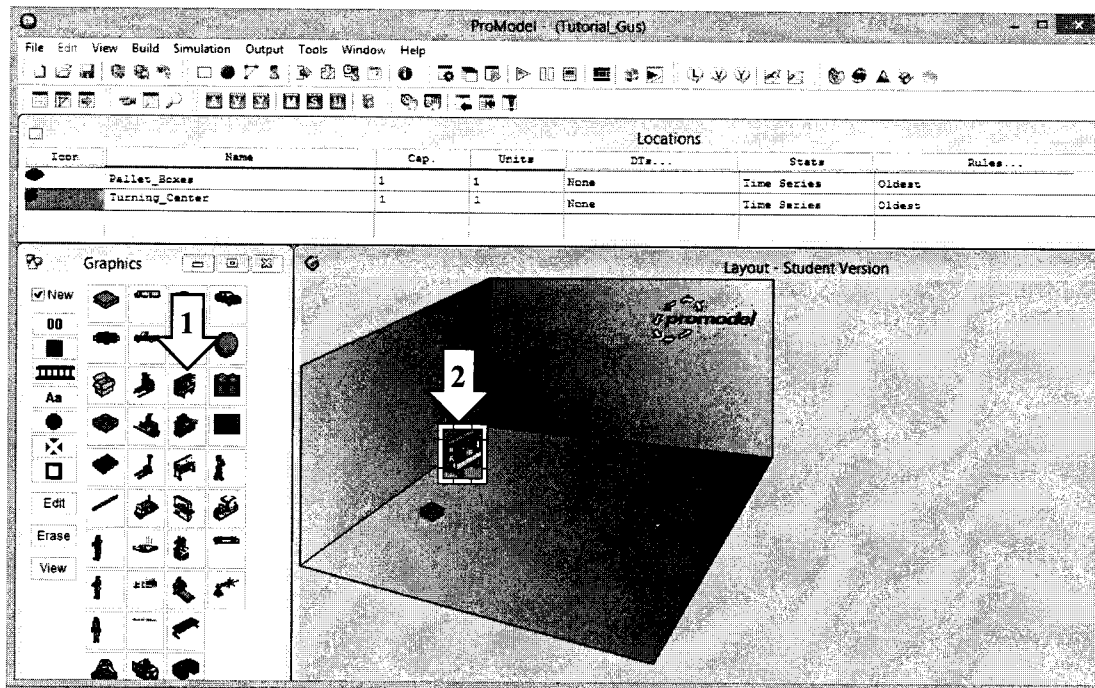 ProModel - (Tutorial_Gus)
File Edit View Build Simulation Output Tools Window Help
Locations
Icon Name Cap. Units DTs... Stats Rules...
Pallet_Boxes 1 1 None Time Series Oldest
Turning_Center 1 1 None Time Series Oldest
Graphics
Layout - Student Version
New
00
Aa
Edit
Erase
View
1
2
promodel